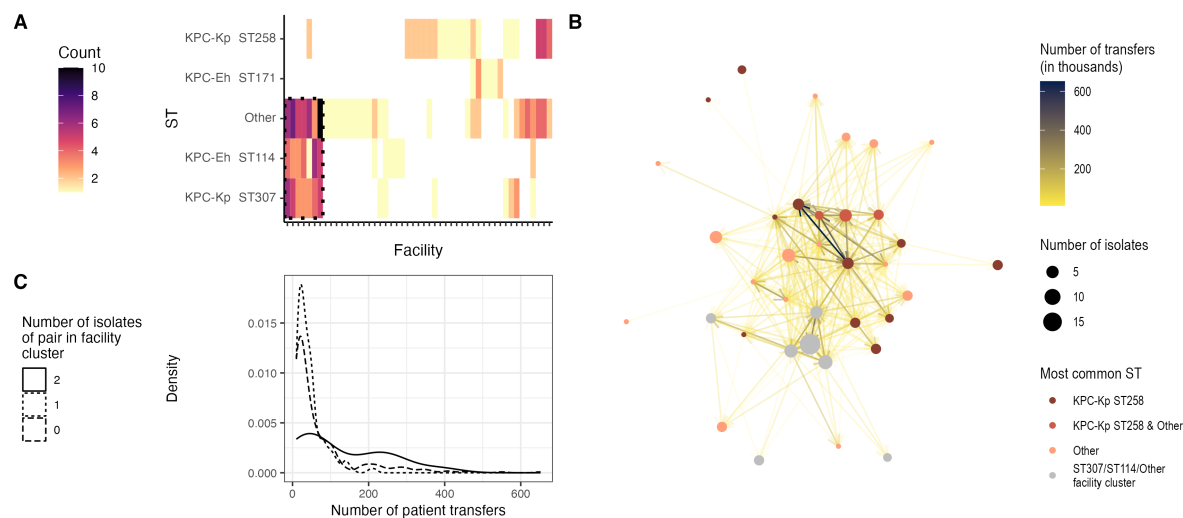 A
Count
10
8
6
4
2
ST
KPC-Kp ST258
KPC-Eh ST171
Other
KPC-Eh ST114
KPC-Kp ST307
Facility
B
Number of transfers
(in thousands)
600
400
200
Number of isolates
5
10
15
Most common ST
KPC-Kp ST258
KPC-Kp ST258 & Other
Other
ST307/ST114/Other
facility cluster
C
Number of isolates
of pair in facility
cluster
2
1
0
Density
0.015
0.010
0.005
0.000
0
200
400
600
Number of patient transfers